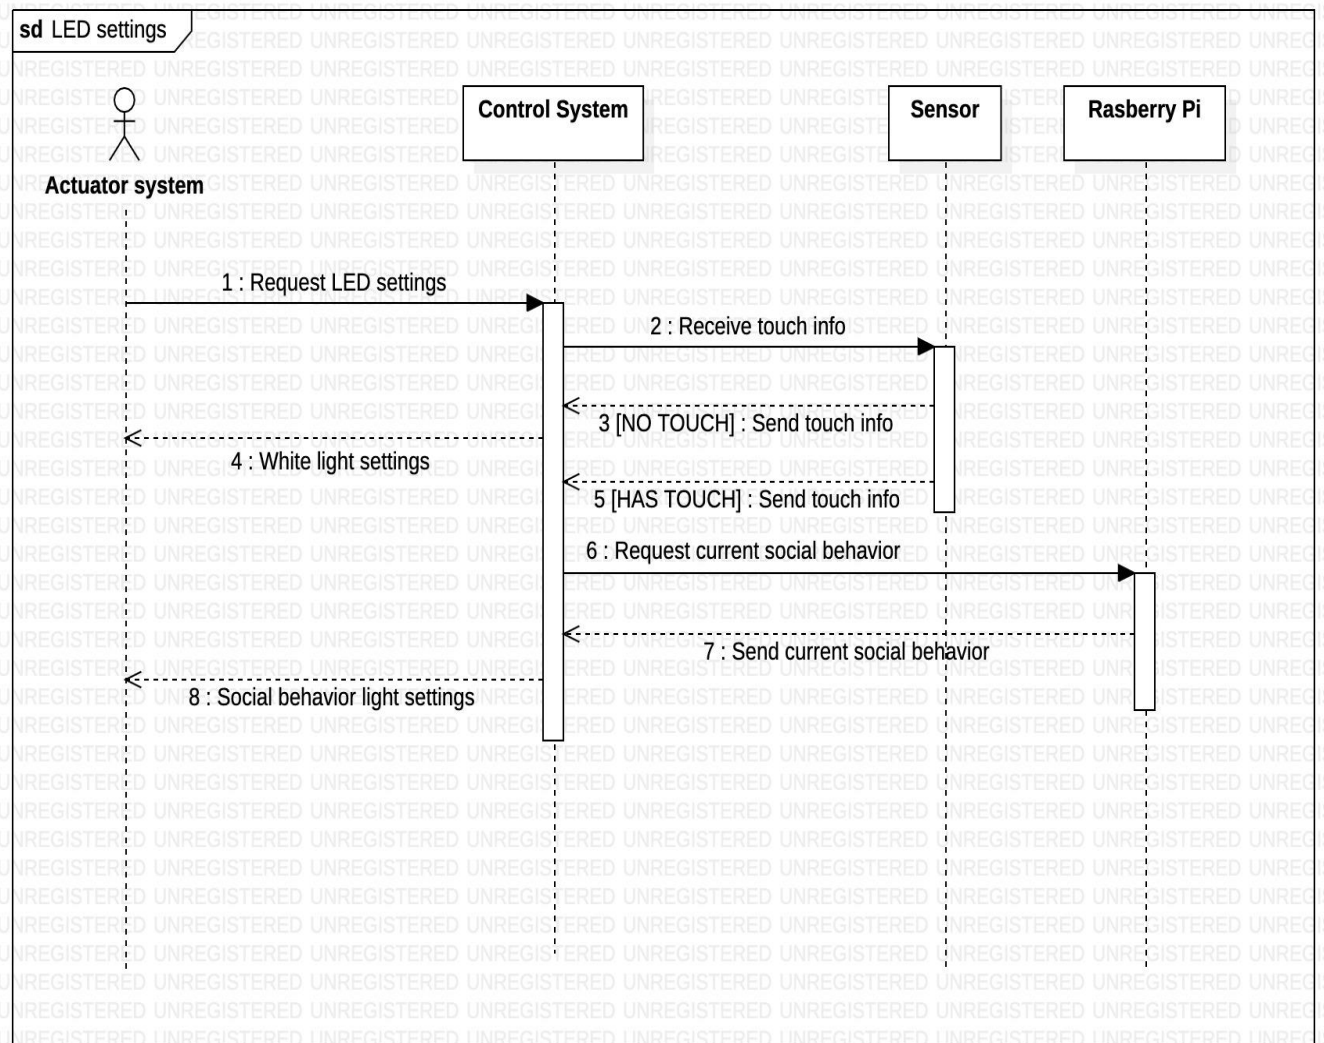 sd LED settings
Control System
Sensor
Rasberry Pi
Actuator system
1 : Request LED settings
2 : Receive touch info
3 [NO TOUCH] : Send touch info
4 : White light settings
5 [HAS TOUCH] : Send touch info
6 : Request current social behavior
7 : Send current social behavior
8 : Social behavior light settings
UNREGISTERED